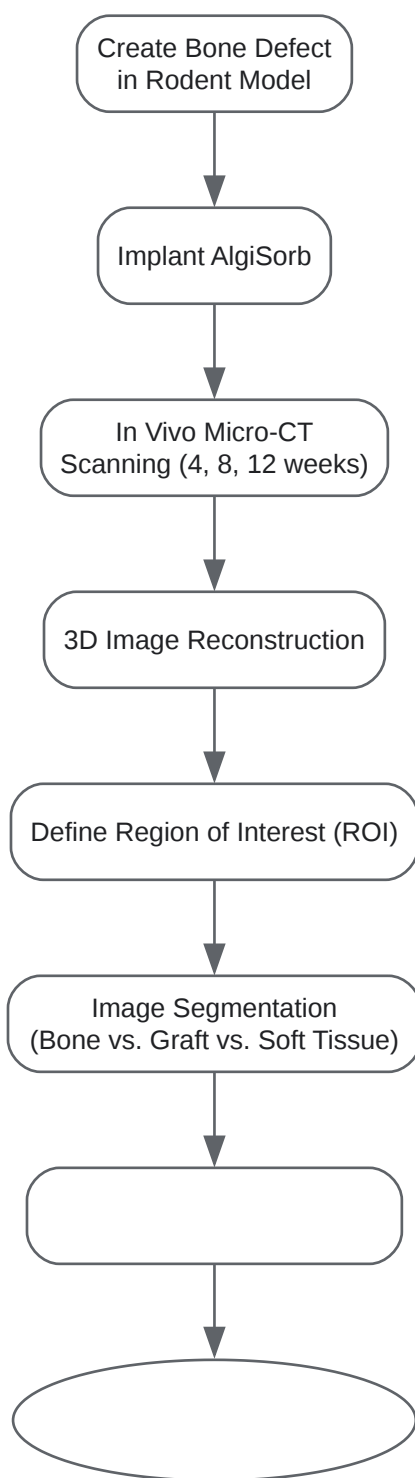 Create Bone Defect
in Rodent Model
Implant AlgiSorb
In Vivo Micro-CT
Scanning (4, 8, 12 weeks)
3D Image Reconstruction
Define Region of Interest (ROI)
Image Segmentation
(Bone vs. Graft vs. Soft Tissue)